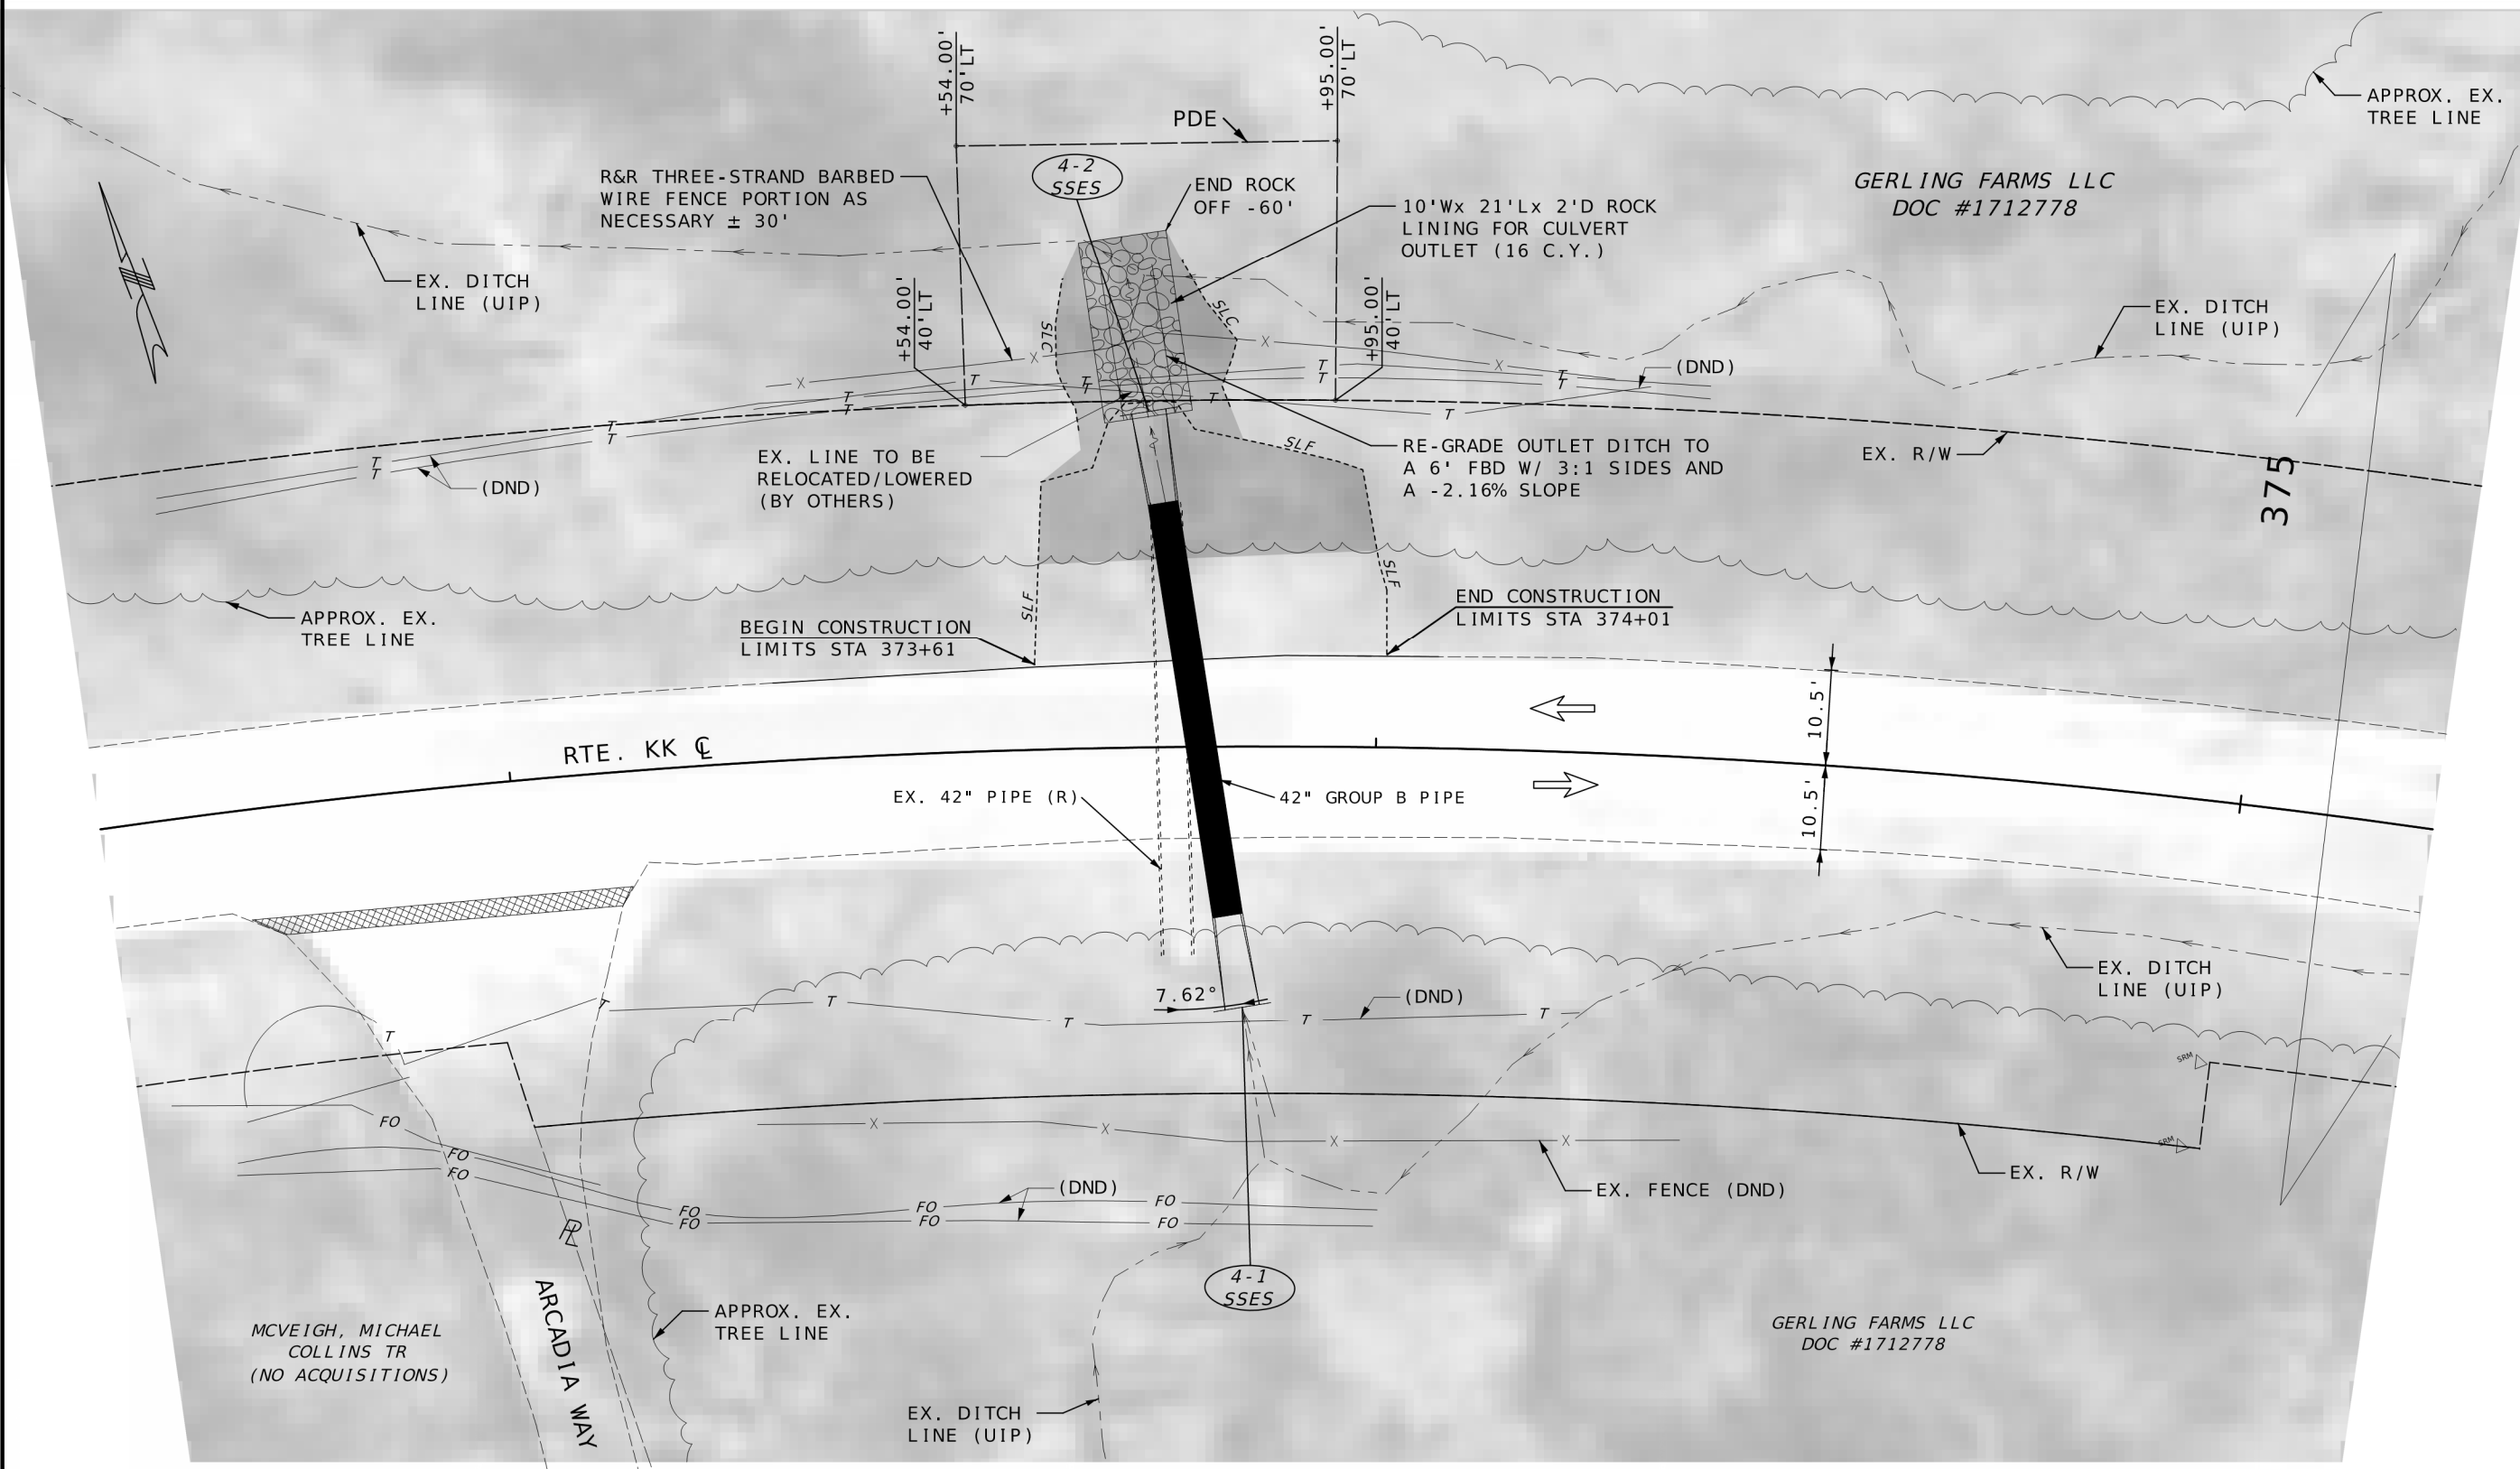 +54.00'
70'LT
+95.00'
70'LT
APPROX. EX.
TREE LINE
PDE
4-2
SSES
R&R THREE-STRAND BARBED
WIRE FENCE PORTION AS
NECESSARY ± 30'
END ROCK
OFF -60'
10'Wx 21'Lx 2'D ROCK
LINING FOR CULVERT
OUTLET (16 C.Y.)
GERLING FARMS LLC
DOC #1712778
N
EX. DITCH
LINE (UIP)
+54.00'
40'LT
SLC
SLC
+95.00'
40'LT
EX. DITCH
LINE (UIP)
X
X
X
X
T
T
T
T
T
T
T
T
T
T
T
(DND)
T
T
T
T
(DND)
EX. LINE TO BE
RELOCATED/LOWERED
(BY OTHERS)
SLF
RE-GRADE OUTLET DITCH TO
A 6' FBD W/ 3:1 SIDES AND
A -2.16% SLOPE
EX. R/W
375
APPROX. EX.
TREE LINE
SLF
SLF
BEGIN CONSTRUCTION
LIMITS STA 373+61
END CONSTRUCTION
LIMITS STA 374+01
RTE. KK ℄
10.5'
10.5'
EX. 42" PIPE (R)
42" GROUP B PIPE
7.62°
T
T
T
T
T
T
(DND)
EX. DITCH
LINE (UIP)
SRM
SRM
X
X
X
X
FO
FO
FO
FO
FO
FO
FO
FO
FO
(DND)
EX. FENCE (DND)
EX. R/W
PL
4-1
SSES
ARCADIA WAY
APPROX. EX.
TREE LINE
MCVEIGH, MICHAEL
COLLINS TR
(NO ACQUISITIONS)
GERLING FARMS LLC
DOC #1712778
EX. DITCH
LINE (UIP)